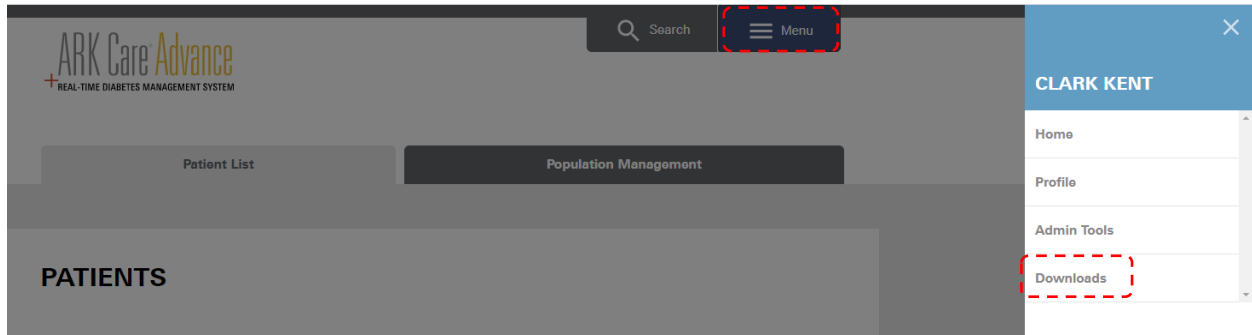 Search
Menu
ARK Care Advance
REAL-TIME DIABETES MANAGEMENT SYSTEM
CLARK KENT
Home
Profile
Admin Tools
Downloads
Patient List
Population Management
PATIENTS